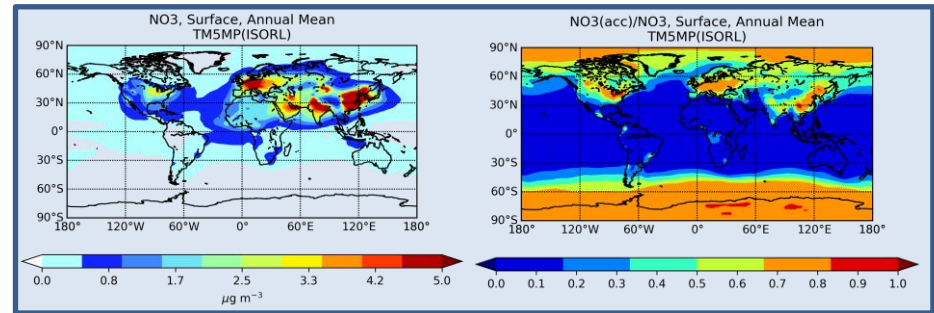 NO3, Surface, Annual Mean
TM5MP(ISORL)
90°N
60°N
30°N
0°
30°S
60°S
90°S
180° 120°W 60°W 0° 60°E 120°E 180°
0.0 0.8 1.7 2.5 3.3 4.2 5.0
μg m⁻³
NO3(acc)/NO3, Surface, Annual Mean
TM5MP(ISORL)
90°N
60°N
30°N
0°
30°S
60°S
90°S
180° 120°W 60°W 0° 60°E 120°E 180°
0.0 0.1 0.2 0.3 0.4 0.5 0.6 0.7 0.8 0.9 1.0